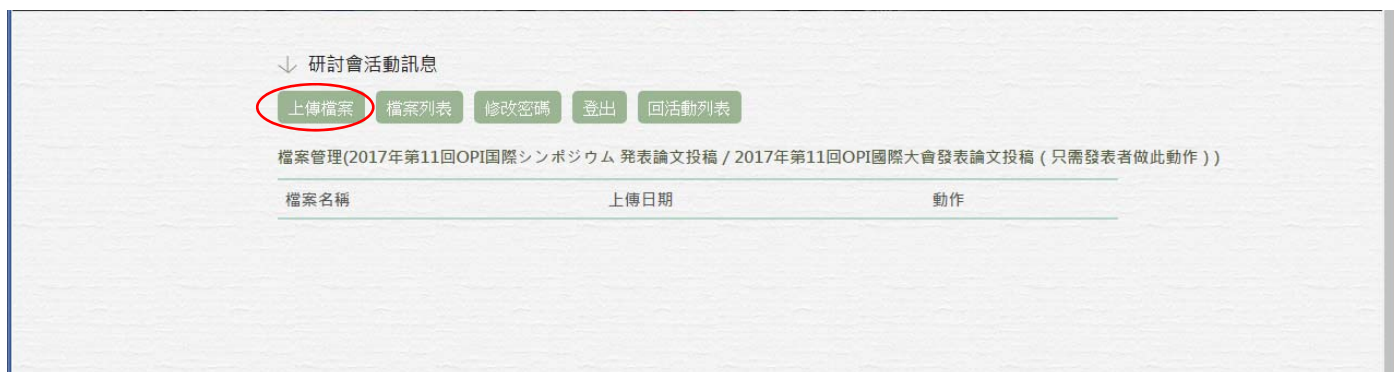 研討會活動訊息
上傳檔案 檔案列表 修改密碼 登出 回活動列表
檔案管理(2017年第11回OPI国際シンポジウム 発表論文投稿 / 2017年第11回OPI國際大會發表論文投稿 ( 只需發表者做此動作 ) )
檔案名稱 上傳日期 動作